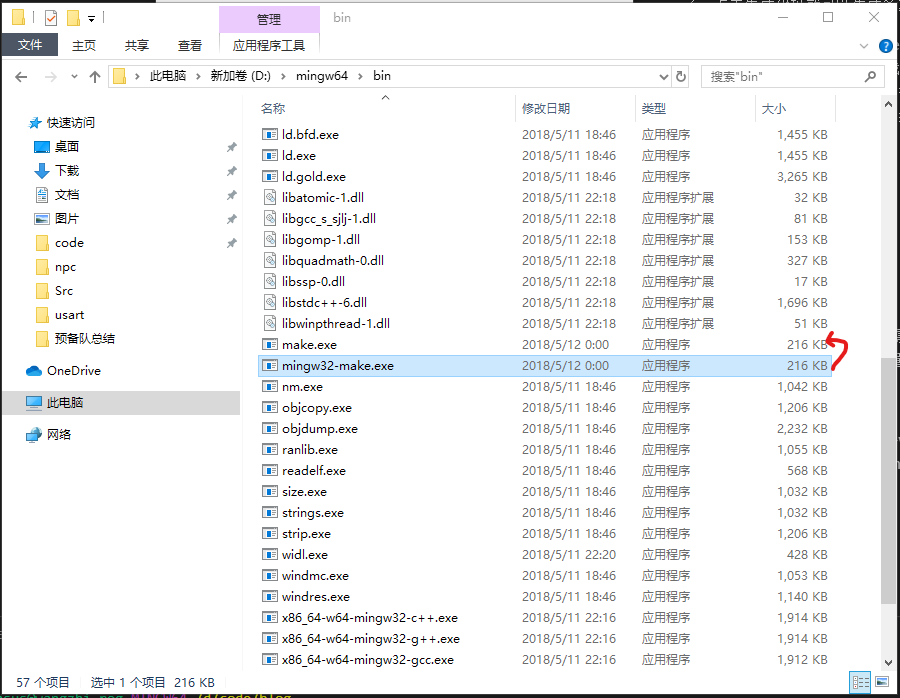 管理
bin
文件
主页
共享
查看
应用程序工具
此电脑 > 新加卷 (D:) > mingw64 > bin
搜索"bin"
名称 修改日期 类型 大小
快速访问
桌面
下载
文档
图片
code
npc
Src
usart
预备队总结
OneDrive
此电脑
网络
ld.bfd.exe 2018/5/11 18:46 应用程序 1,455 KB
ld.exe 2018/5/11 18:46 应用程序 1,455 KB
ld.gold.exe 2018/5/11 18:46 应用程序 3,265 KB
libatomic-1.dll 2018/5/11 22:18 应用程序扩展 32 KB
libgcc_s_sjlj-1.dll 2018/5/11 22:18 应用程序扩展 81 KB
libgomp-1.dll 2018/5/11 22:18 应用程序扩展 153 KB
libquadmath-0.dll 2018/5/11 22:18 应用程序扩展 327 KB
libssp-0.dll 2018/5/11 22:18 应用程序扩展 17 KB
libstdc++-6.dll 2018/5/11 22:18 应用程序扩展 1,696 KB
libwinpthread-1.dll 2018/5/11 22:18 应用程序扩展 51 KB
make.exe 2018/5/12 0:00 应用程序 216 KB
mingw32-make.exe 2018/5/12 0:00 应用程序 216 KB
nm.exe 2018/5/11 18:46 应用程序 1,042 KB
objcopy.exe 2018/5/11 18:46 应用程序 1,206 KB
objdump.exe 2018/5/11 18:46 应用程序 2,232 KB
ranlib.exe 2018/5/11 18:46 应用程序 1,055 KB
readelf.exe 2018/5/11 18:46 应用程序 568 KB
size.exe 2018/5/11 18:46 应用程序 1,032 KB
strings.exe 2018/5/11 18:46 应用程序 1,032 KB
strip.exe 2018/5/11 18:46 应用程序 1,206 KB
widl.exe 2018/5/11 22:20 应用程序 428 KB
windmc.exe 2018/5/11 18:46 应用程序 1,053 KB
windres.exe 2018/5/11 18:46 应用程序 1,140 KB
x86_64-w64-mingw32-c++.exe 2018/5/11 22:16 应用程序 1,914 KB
x86_64-w64-mingw32-g++.exe 2018/5/11 22:16 应用程序 1,914 KB
x86_64-w64-mingw32-gcc.exe 2018/5/11 22:16 应用程序 1,912 KB
57 个项目 选中 1 个项目 216 KB